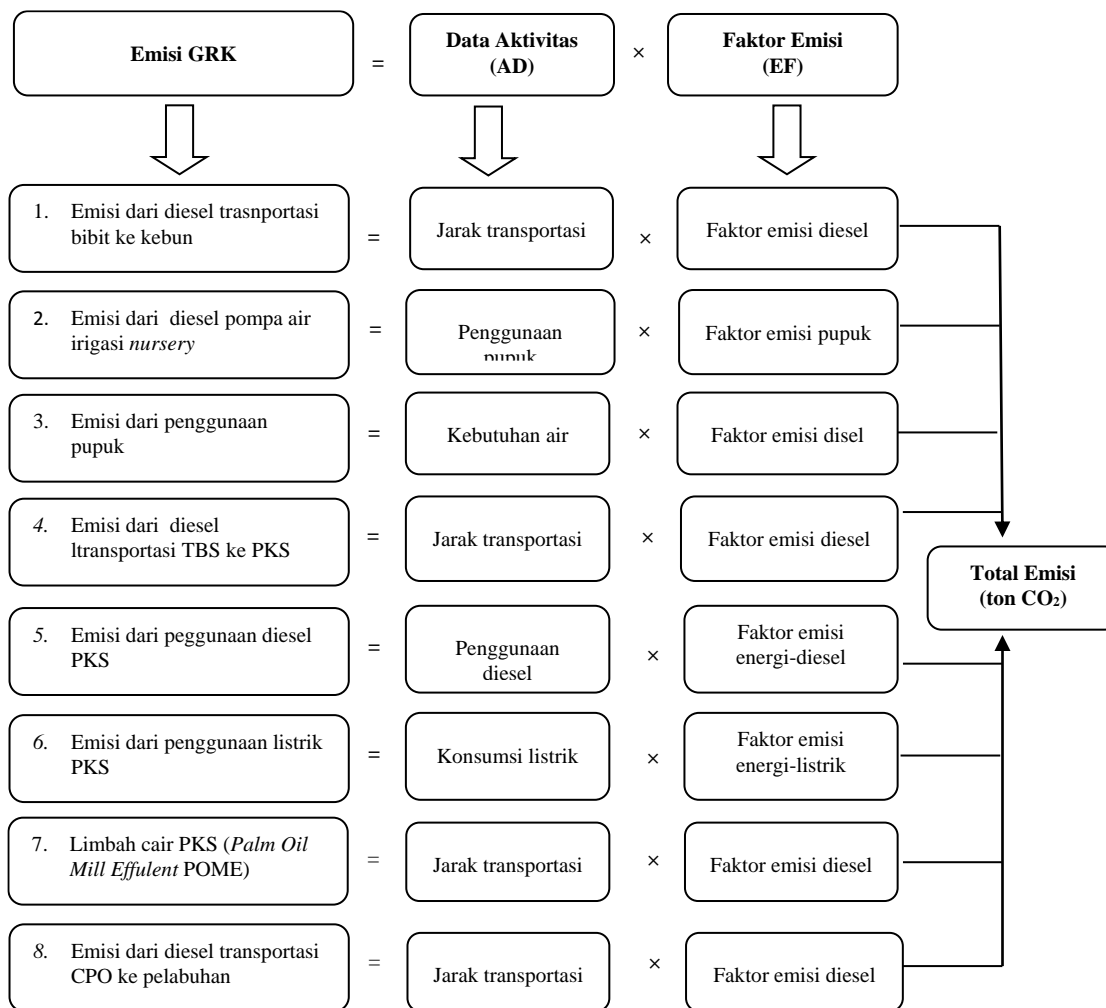 Emisi GRK = Data Aktivitas × Faktor Emisi
(AD) (EF)
1. Emisi dari diesel trasnportasi
bibit ke kebun
=
Jarak transportasi
×
Faktor emisi diesel
2. Emisi dari diesel pompa air
irigasi nursery
=
Penggunaan
pupuk
×
Faktor emisi pupuk
3. Emisi dari penggunaan
pupuk
=
Kebutuhan air
×
Faktor emisi disel
4. Emisi dari diesel
ltransportasi TBS ke PKS
=
Jarak transportasi
×
Faktor emisi diesel
Total Emisi
(ton CO₂)
5. Emisi dari peggunaan diesel
PKS
=
Penggunaan
diesel
×
Faktor emisi
energi-diesel
6. Emisi dari penggunaan listrik
PKS
=
Konsumsi listrik
×
Faktor emisi
energi-listrik
7. Limbah cair PKS (Palm Oil
Mill Effulent POME)
=
Jarak transportasi
×
Faktor emisi diesel
8. Emisi dari diesel transportasi
CPO ke pelabuhan
=
Jarak transportasi
×
Faktor emisi diesel